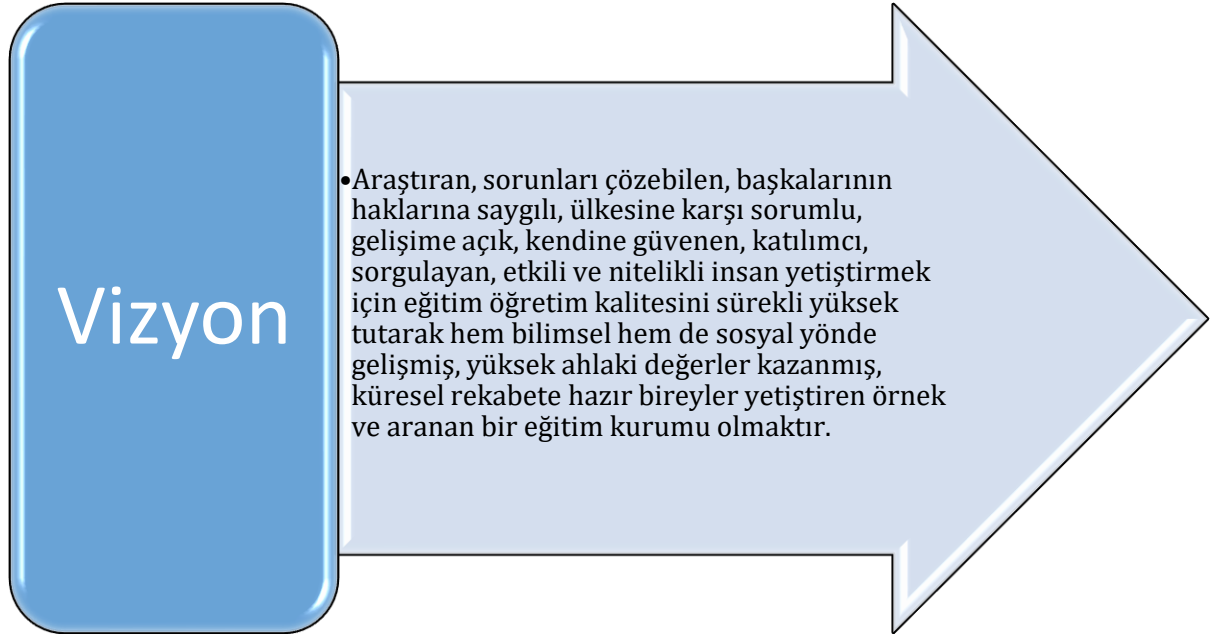 Vizyon
•Araştıran, sorunları çözebilen, başkalarının
haklarına saygılı, ülkesine karşı sorumlu,
gelişime açık, kendine güvenen, katılımcı,
sorgulayan, etkili ve nitelikli insan yetiştirmek
için eğitim öğretim kalitesini sürekli yüksek
tutarak hem bilimsel hem de sosyal yönde
gelişmiş, yüksek ahlaki değerler kazanmış,
küresel rekabete hazır bireyler yetiştiren örnek
ve aranan bir eğitim kurumu olmaktır.